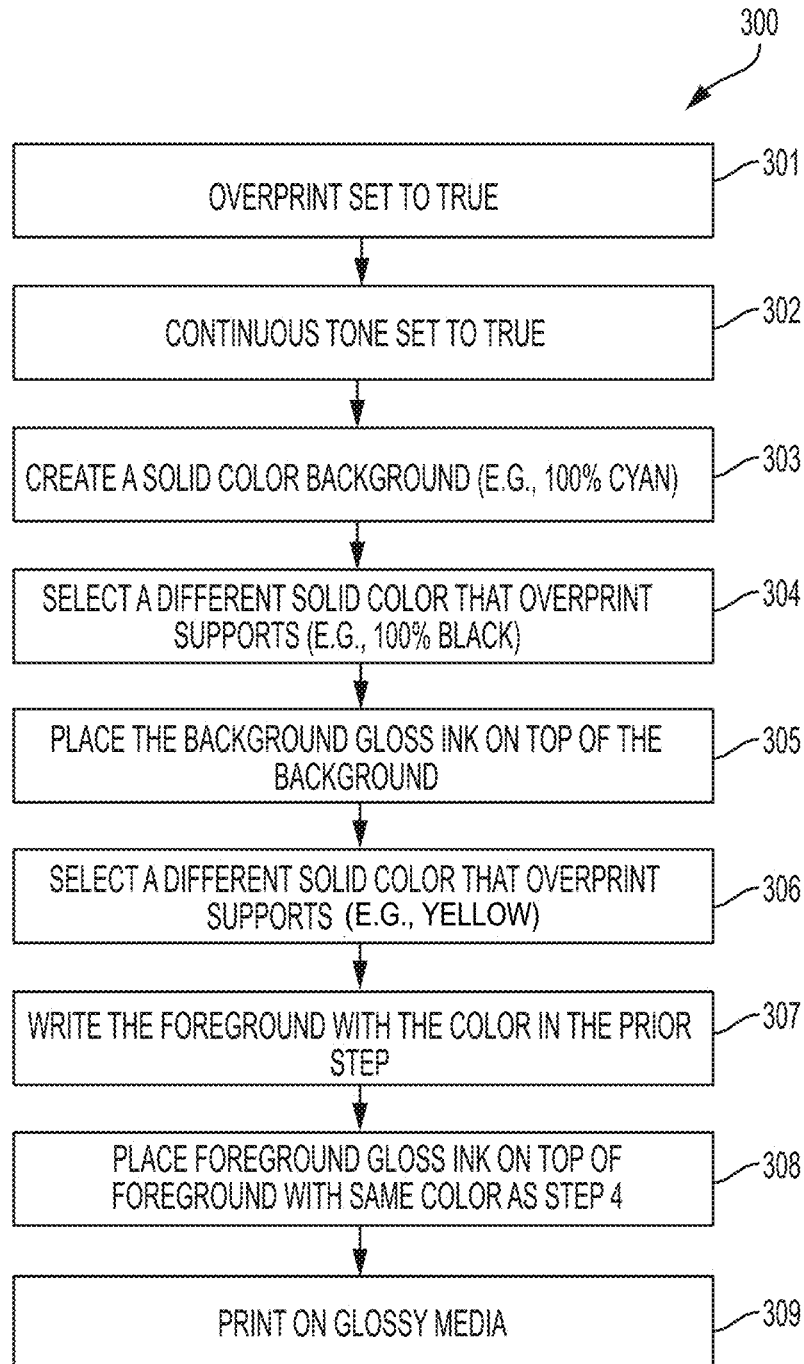 300
OVERPRINT SET TO TRUE
301
CONTINUOUS TONE SET TO TRUE
302
CREATE A SOLID COLOR BACKGROUND (E.G., 100% CYAN)
303
SELECT A DIFFERENT SOLID COLOR THAT OVERPRINT
SUPPORTS (E.G., 100% BLACK)
304
PLACE THE BACKGROUND GLOSS INK ON TOP OF THE
BACKGROUND
305
SELECT A DIFFERENT SOLID COLOR THAT OVERPRINT
SUPPORTS (E.G., YELLOW)
306
WRITE THE FOREGROUND WITH THE COLOR IN THE PRIOR
STEP
307
PLACE FOREGROUND GLOSS INK ON TOP OF
FOREGROUND WITH SAME COLOR AS STEP 4
308
PRINT ON GLOSSY MEDIA
309